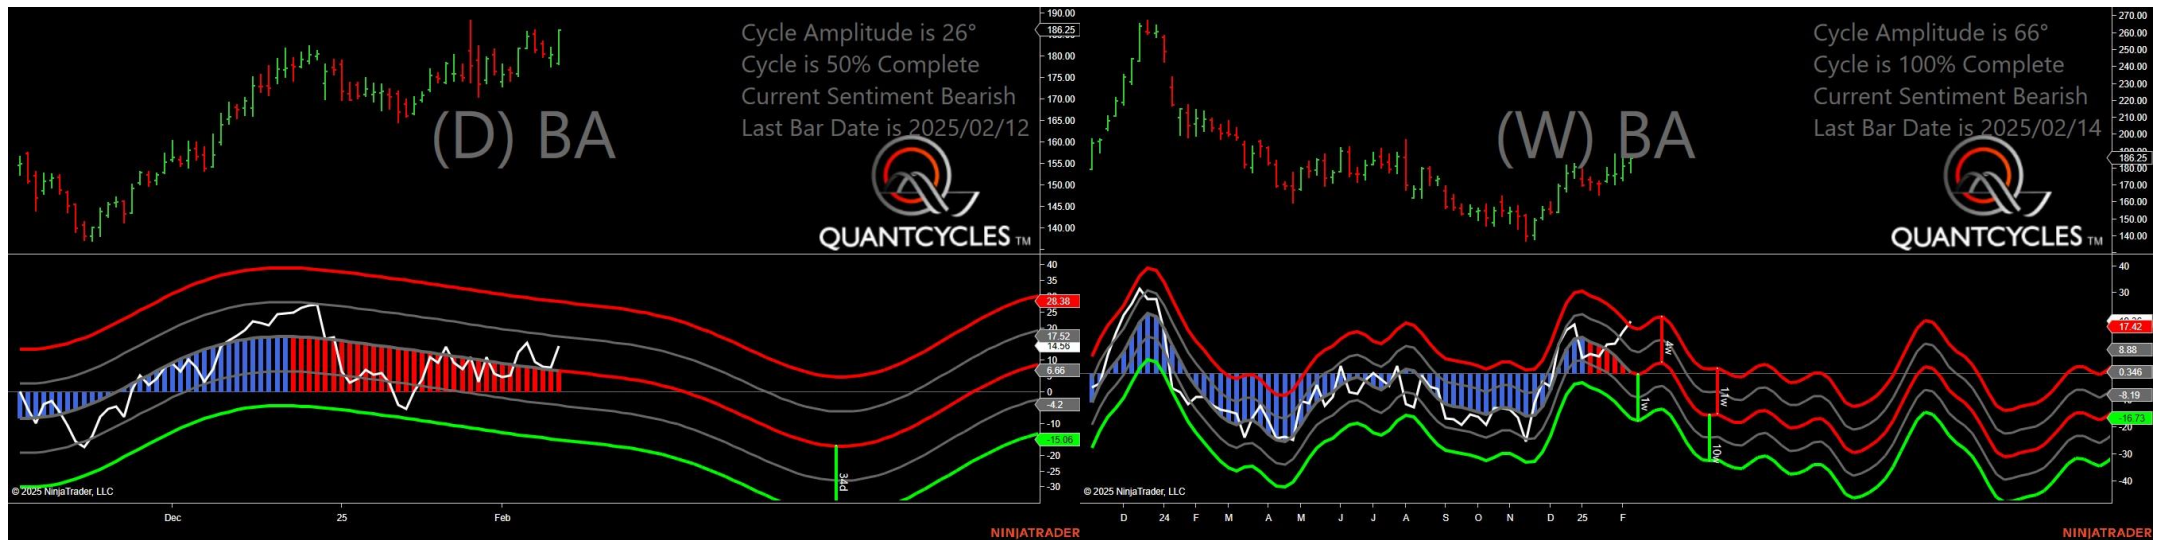 Cycle Amplitude is 26°
Cycle is 50% Complete
Current Sentiment Bearish
Last Bar Date is 2025/02/12
(D) BA
QUANTCYCLES TM
190.00
186.25
180.00
175.00
170.00
165.00
160.00
155.00
150.00
145.00
140.00
40
35
28.38
25
20
17.52
14.56
10
6.66
0
-4.2
-10
-15.06
-20
-25
-30
34d
© 2025 NinjaTrader, LLC
Dec 25 Feb
NINJATRADER
Cycle Amplitude is 66°
Cycle is 100% Complete
Current Sentiment Bearish
Last Bar Date is 2025/02/14
(W) BA
QUANTCYCLES TM
270.00
260.00
250.00
240.00
230.00
220.00
210.00
200.00
186.25
180.00
170.00
160.00
150.00
140.00
40
30
17.42
8.88
0.346
-8.19
-16.73
-20
-30
-40
4w
1w
11w
10w
© 2025 NinjaTrader, LLC
D 24 F M A M J J A S O N D 25 F
NINJATRADER